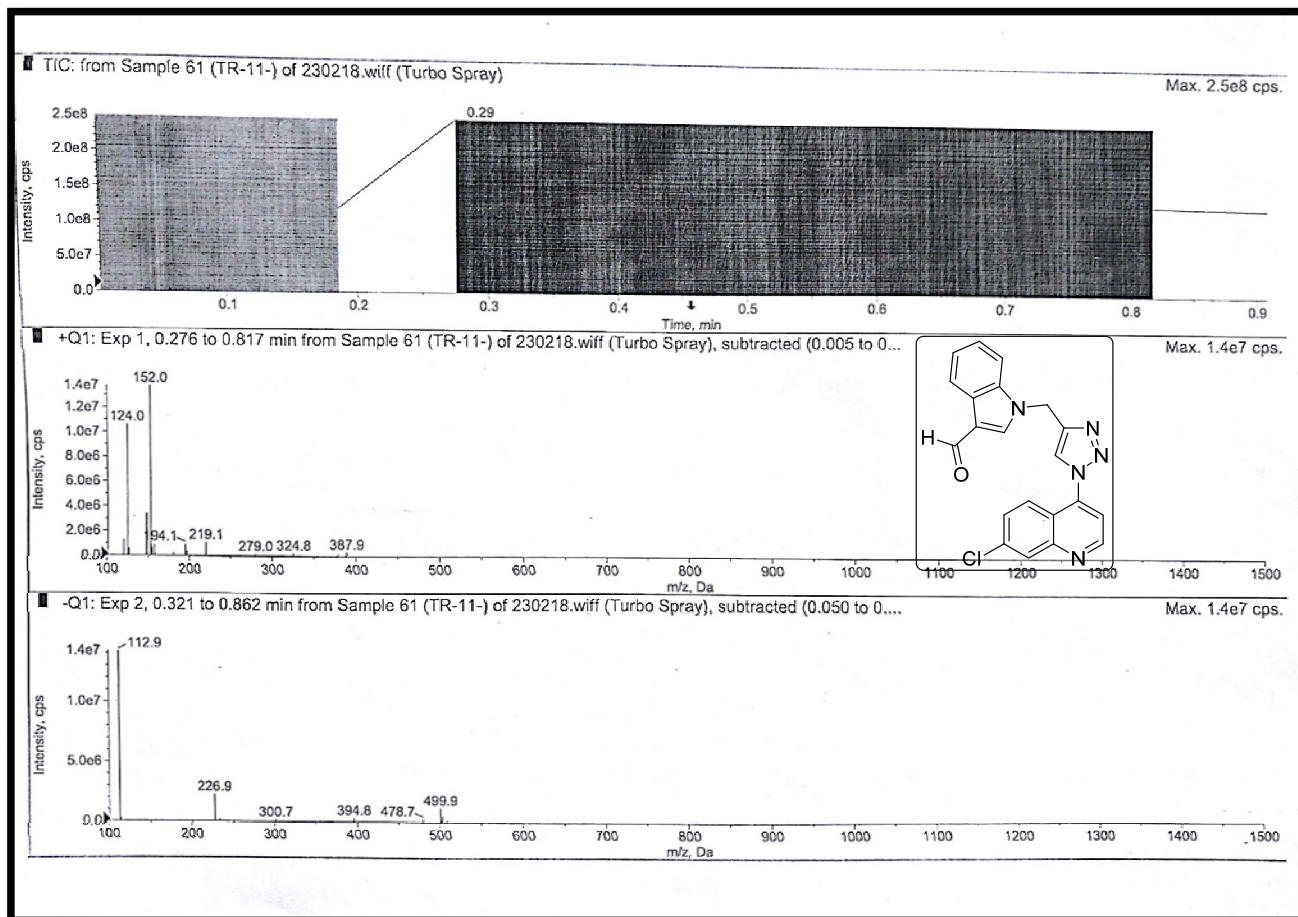 TIC: from Sample 61 (TR-11-) of 230218.wiff (Turbo Spray)
Max. 2.5e8 cps.
Intensity, cps
2.5e8
2.0e8
1.5e8
1.0e8
5.0e7
0.0
0.29
0.1 0.2 0.3 0.4 0.5 0.6 0.7 0.8 0.9
Time, min
+Q1: Exp 1, 0.276 to 0.817 min from Sample 61 (TR-11-) of 230218.wiff (Turbo Spray), subtracted (0.005 to 0...
Max. 1.4e7 cps.
Intensity, cps
1.4e7
1.2e7
1.0e7
8.0e6
6.0e6
4.0e6
2.0e6
0.0
152.0
124.0
94.1
219.1
279.0 324.8 387.9
H
O
N
N
N
N
Cl
N
100 200 300 400 500 600 700 800 900 1000 1100 1200 1300 1400 1500
m/z, Da
-Q1: Exp 2, 0.321 to 0.862 min from Sample 61 (TR-11-) of 230218.wiff (Turbo Spray), subtracted (0.050 to 0....
Max. 1.4e7 cps.
Intensity, cps
1.4e7
1.0e7
5.0e6
0.0
112.9
226.9
300.7
394.8
478.7
499.9
100 200 300 400 500 600 700 800 900 1000 1100 1200 1300 1400 1500
m/z, Da